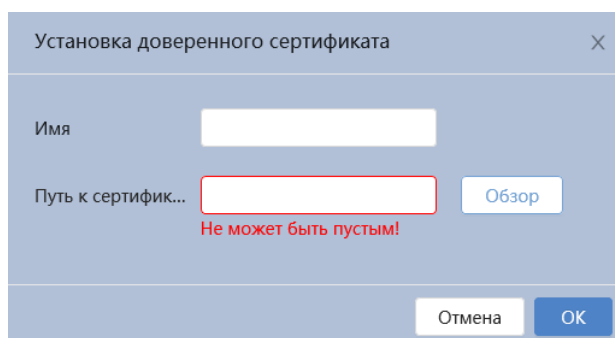 Установка доверенного сертификата
Имя
Путь к сертифик... Обзор
Не может быть пустым!
Отмена OK